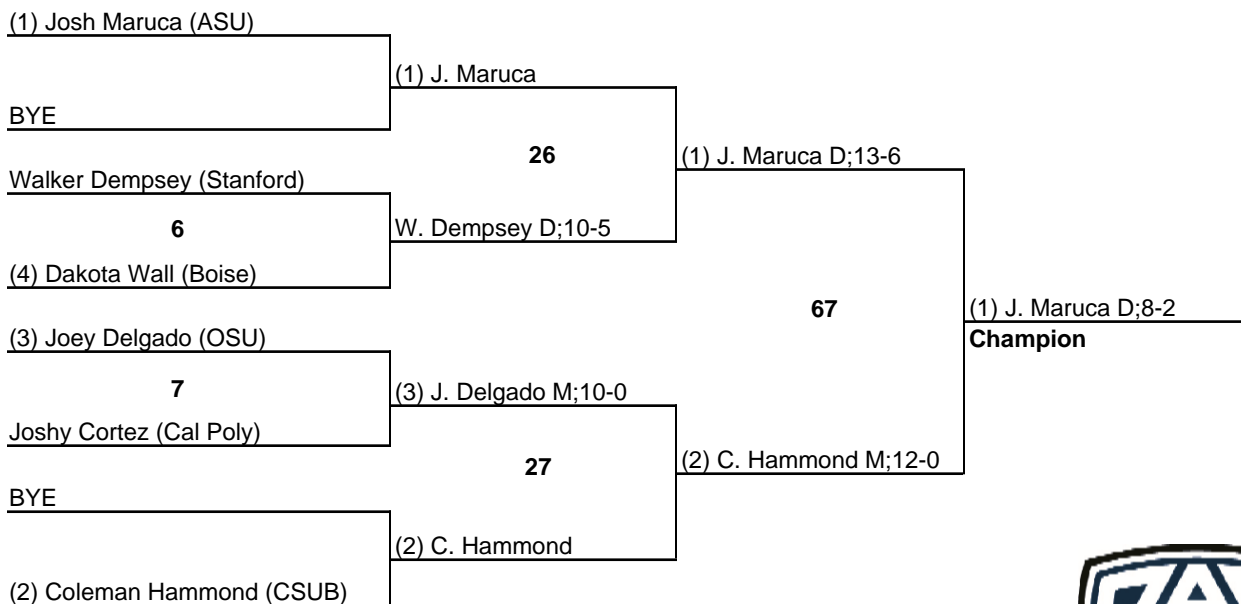 (1) Josh Maruca (ASU)
(1) J. Maruca
BYE
26
(1) J. Maruca D;13-6
Walker Dempsey (Stanford)
6
W. Dempsey D;10-5
(4) Dakota Wall (Boise)
67
(1) J. Maruca D;8-2
Champion
(3) Joey Delgado (OSU)
7
(3) J. Delgado M;10-0
Joshy Cortez (Cal Poly)
27
(2) C. Hammond M;12-0
BYE
(2) C. Hammond
(2) Coleman Hammond (CSUB)